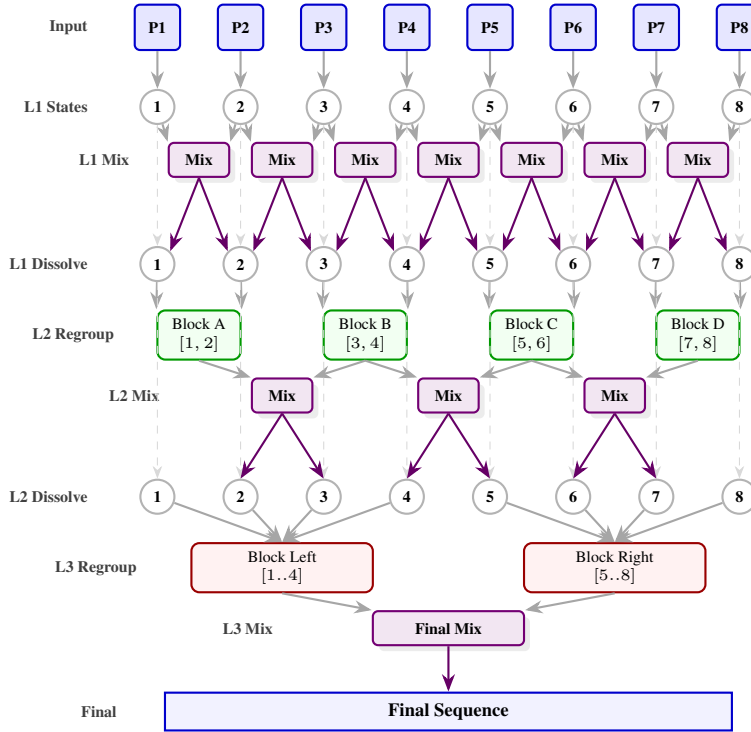 Input P1 P2 P3 P4 P5 P6 P7 P8
L1 States 1 2 3 4 5 6 7 8
L1 Mix Mix Mix Mix Mix Mix Mix Mix
L1 Dissolve 1 2 3 4 5 6 7 8
L2 Regroup
Block A
[1, 2]
Block B
[3, 4]
Block C
[5, 6]
Block D
[7, 8]
L2 Mix Mix Mix Mix
L2 Dissolve 1 2 3 4 5 6 7 8
L3 Regroup
Block Left
[1..4]
Block Right
[5..8]
L3 Mix Final Mix
Final Final Sequence